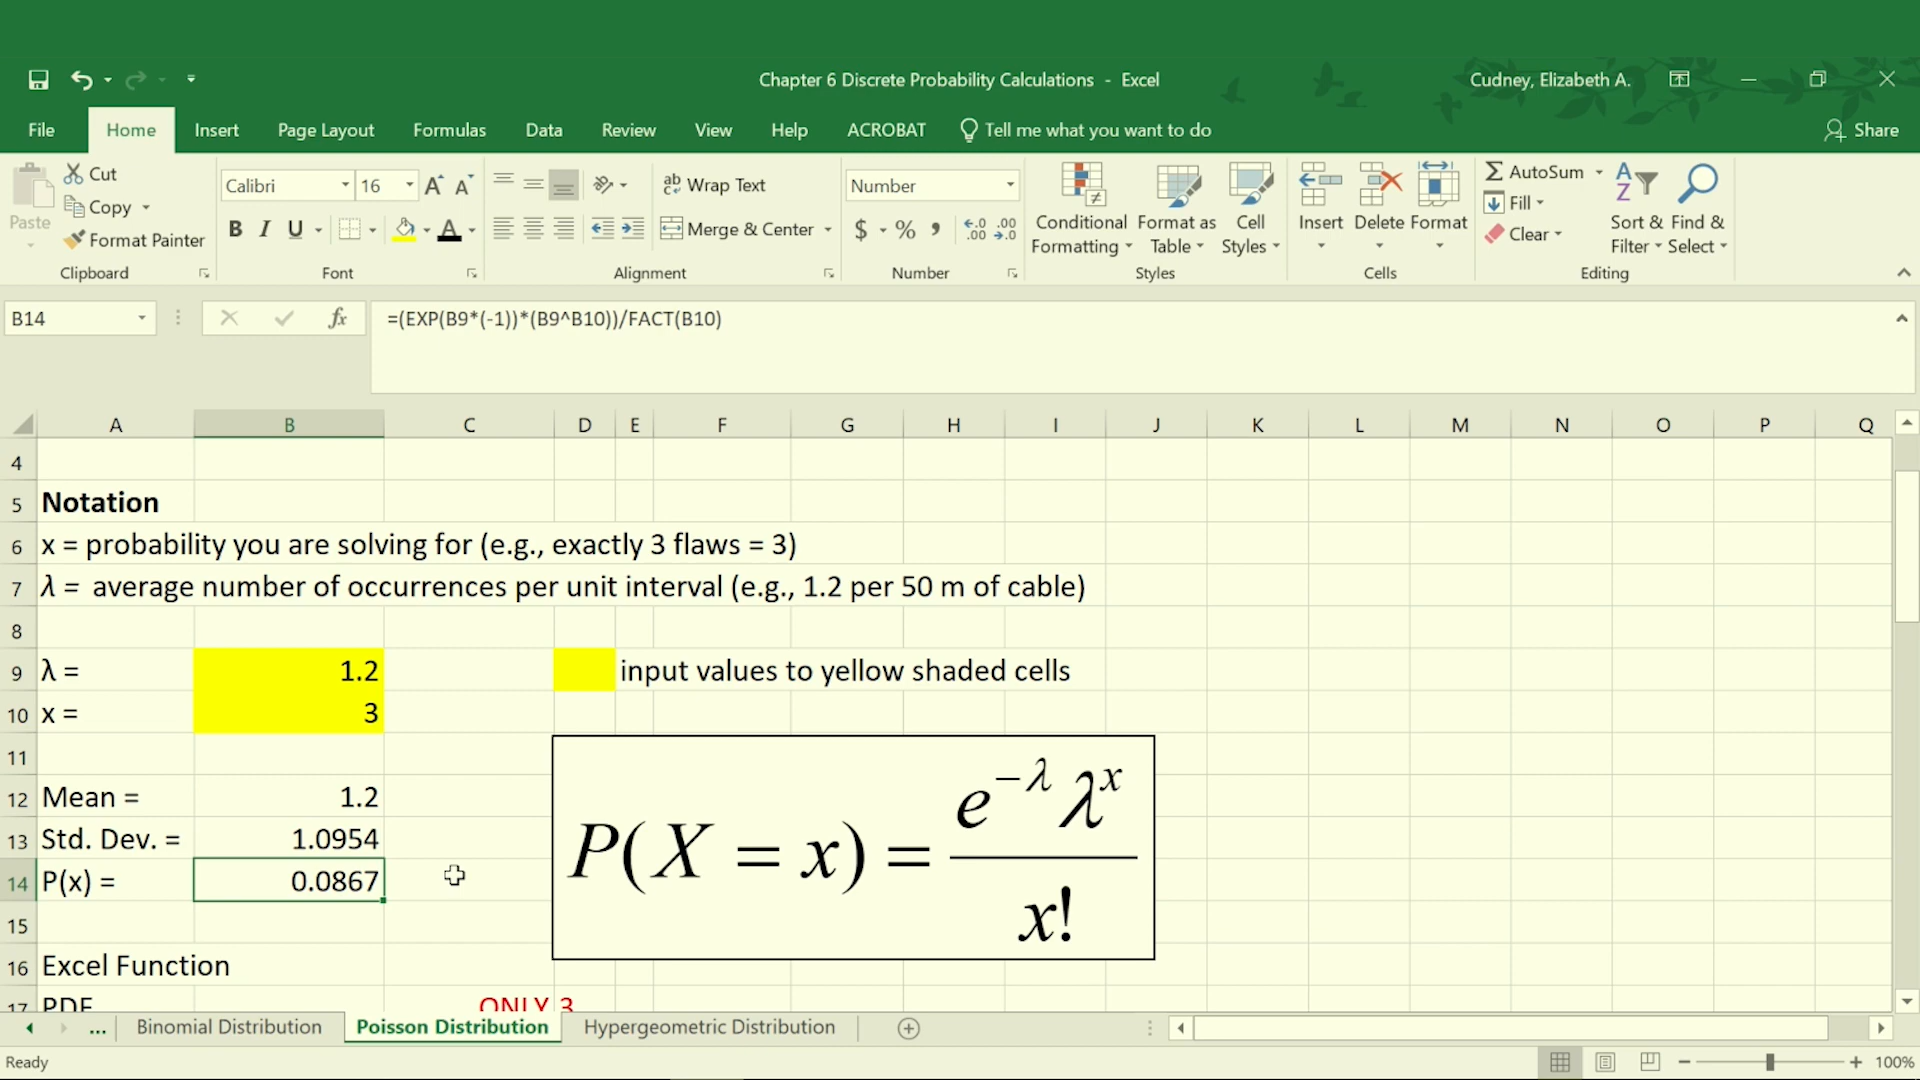 Chapter 6 Discrete Probability Calculations - Excel
Cudney, Elizabeth A.
File Home Insert Page Layout Formulas Data Review View Help ACROBAT Tell me what you want to do Share
Paste
Cut
Copy
Format Painter
Clipboard
Calibri 16
B I U
Font
Wrap Text
Merge & Center
Alignment
Number
$ % ,
Number
Conditional Formatting
Format as Table
Cell Styles
Styles
Insert Delete Format
Cells
AutoSum
Fill
Clear
Sort & Filter
Find & Select
Editing
B14
fx
=(EXP(B9*(-1))*(B9^B10))/FACT(B10)
A B C D E F G H I J K L M N O P Q
4
5 Notation
6 x = probability you are solving for (e.g., exactly 3 flaws = 3)
7 λ = average number of occurrences per unit interval (e.g., 1.2 per 50 m of cable)
8
9 λ = 1.2 input values to yellow shaded cells
10 x = 3
11
12 Mean = 1.2
13 Std. Dev. = 1.0954
14 P(x) = 0.0867
P(X = x) = e^{-λ} λ^x / x!
15
16 Excel Function
17 PDF ONLY 3
... Binomial Distribution Poisson Distribution Hypergeometric Distribution
Ready
100%